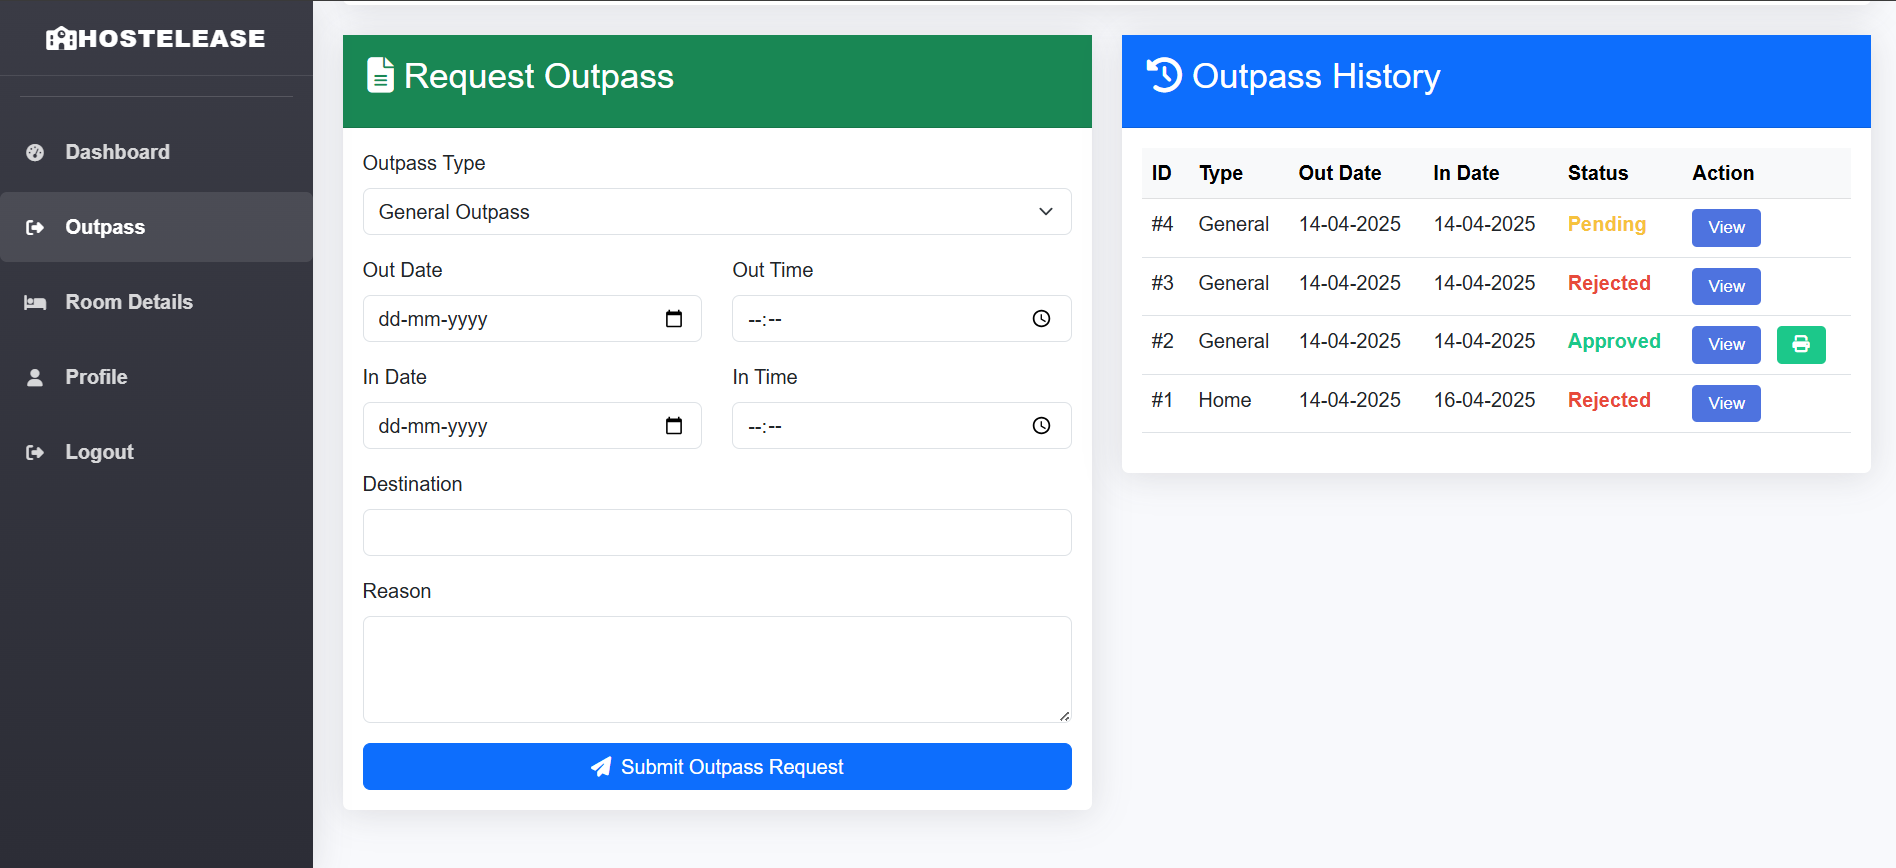 HOSTELEASE
Dashboard
Outpass
Room Details
Profile
Logout
Request Outpass
Outpass Type
General Outpass
Out Date
Out Time
dd-mm-yyyy
--:--
In Date
In Time
dd-mm-yyyy
--:--
Destination
Reason
Submit Outpass Request
Outpass History
ID Type Out Date In Date Status Action
#4 General 14-04-2025 14-04-2025 Pending View
#3 General 14-04-2025 14-04-2025 Rejected View
#2 General 14-04-2025 14-04-2025 Approved View
#1 Home 14-04-2025 16-04-2025 Rejected View